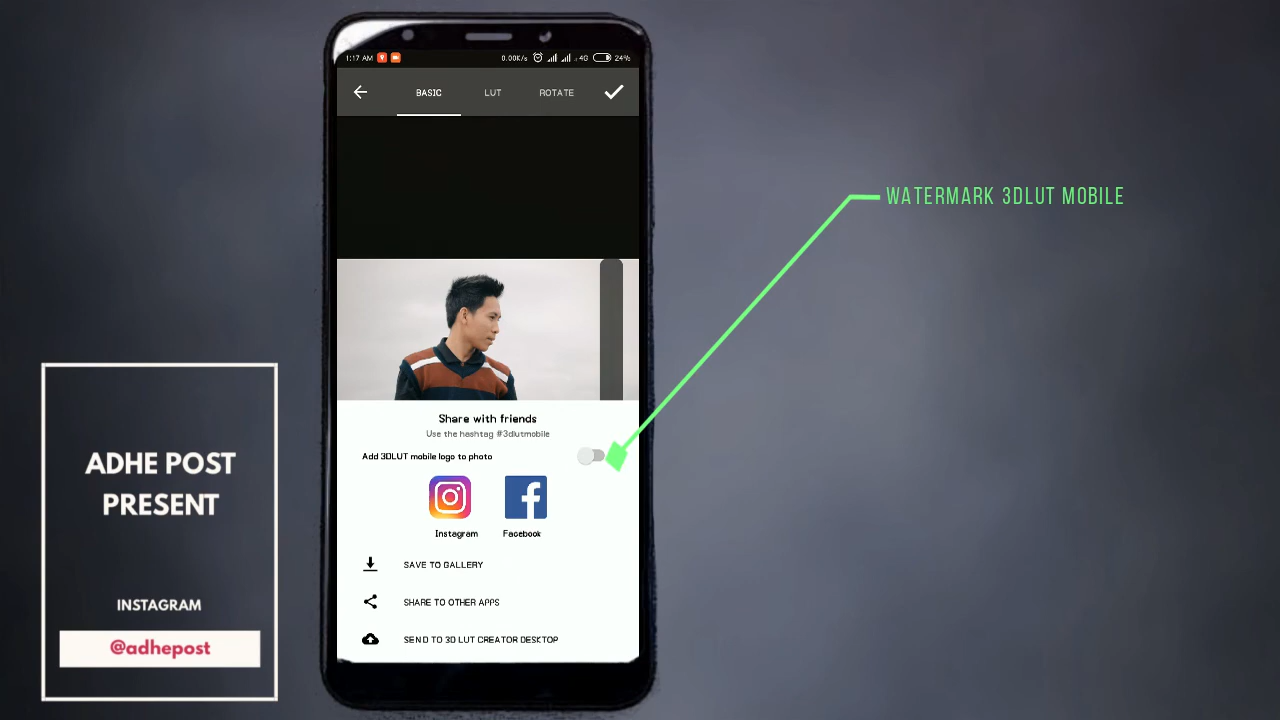 1:17 AM
0.00K/s
4G
24%
BASIC
LUT
ROTATE
WATERMARK 3DLUT MOBILE
Share with friends
Use the hashtag #3dlutmobile
Add 3DLUT mobile logo to photo
Instagram
Facebook
SAVE TO GALLERY
SHARE TO OTHER APPS
SEND TO 3D LUT CREATOR DESKTOP
ADHE POST
PRESENT
INSTAGRAM
@adhepost